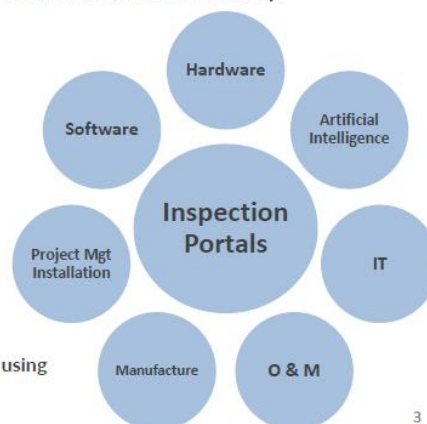 Hardware
Software
Artificial
Intelligence
Inspection
Portals
Project Mgt
Installation
IT
using
Manufacture
O & M
3